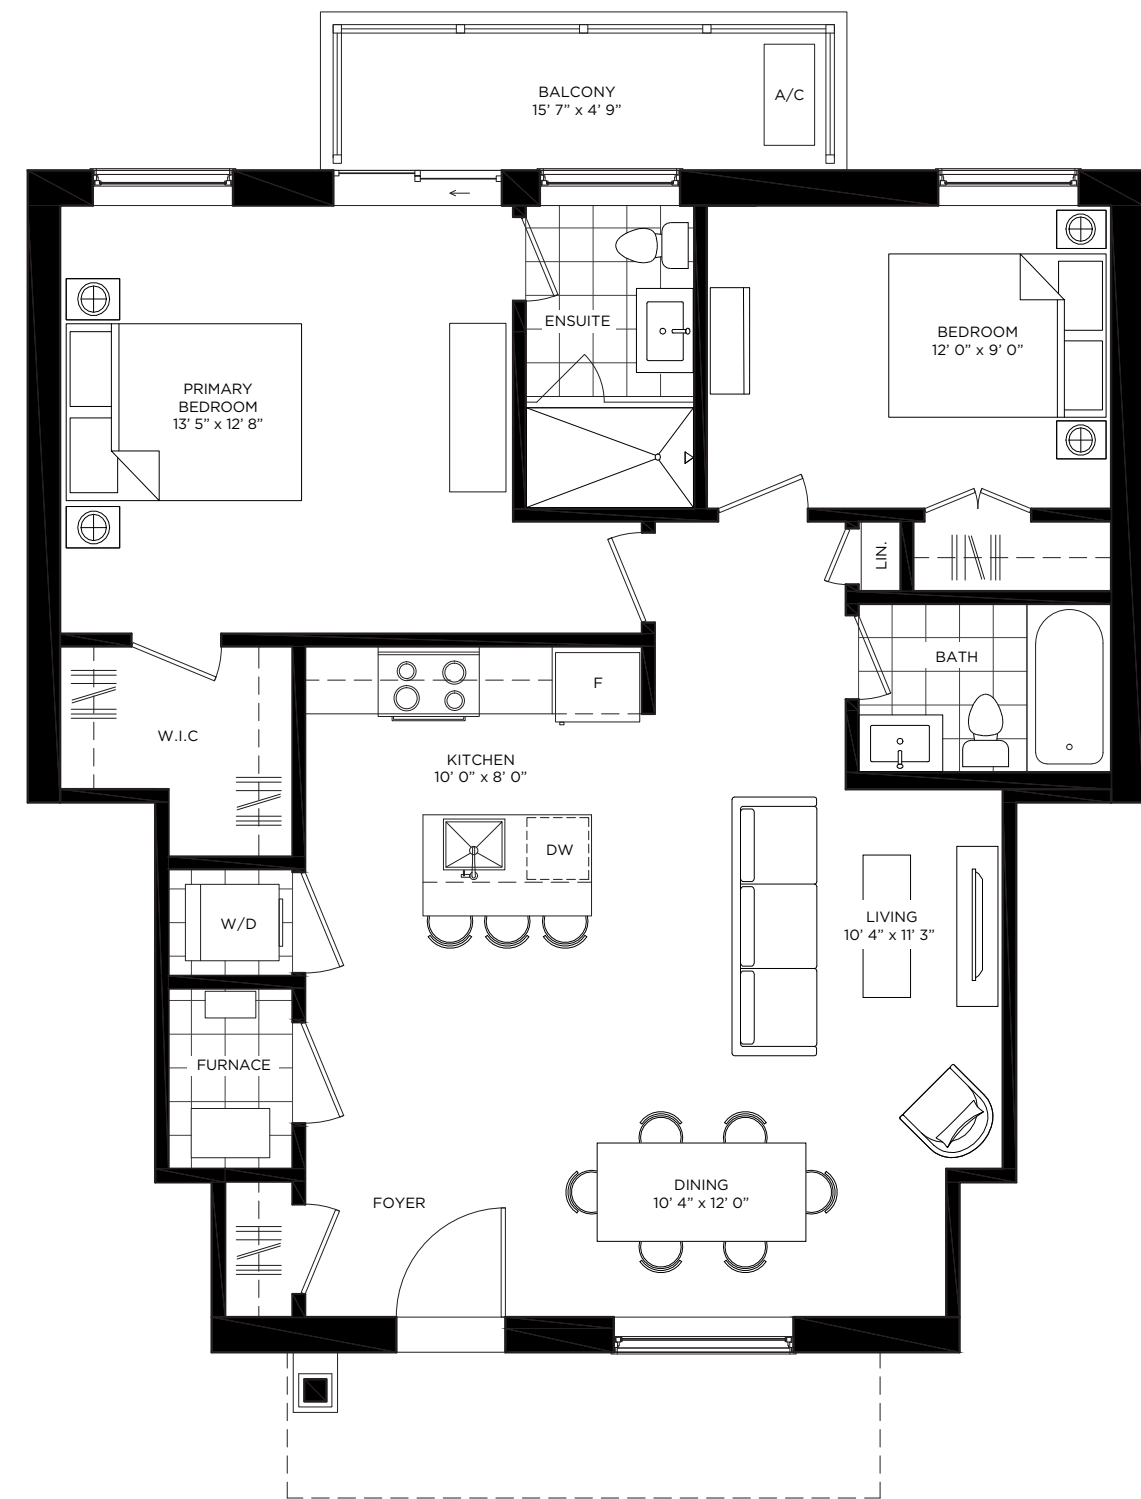 BALCONY
15’ 7” x 4’ 9”
A/C
ENSUITE
BEDROOM
12’ 0” x 9’ 0”
PRIMARY
BEDROOM
13’ 5” x 12’ 8”
LIN.
BATH
F
W.I.C
KITCHEN
10’ 0” x 8’ 0”
DW
W/D
LIVING
10’ 4” x 11’ 3”
FURNACE
DINING
10’ 4” x 12’ 0”
FOYER